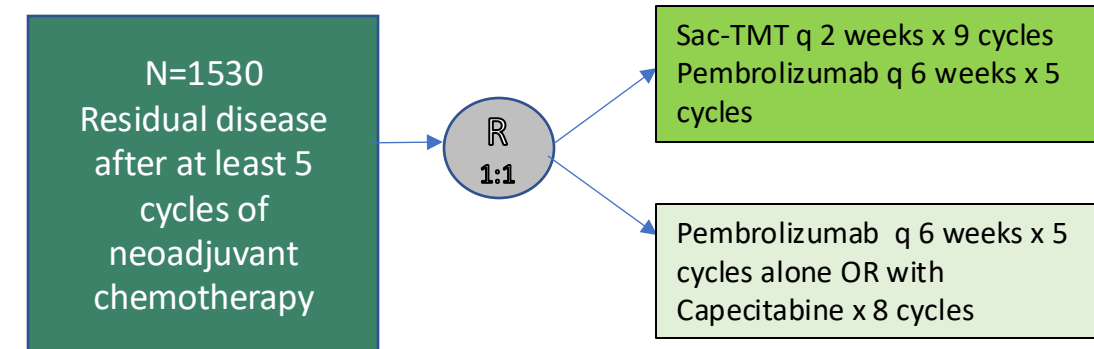 N=1530
Residual disease
after at least 5
cycles of
neoadjuvant
chemotherapy
R
1:1
Sac-TMT q 2 weeks x 9 cycles
Pembrolizumab q 6 weeks x 5
cycles
Pembrolizumab  q 6 weeks x 5
cycles alone OR with
Capecitabine x 8 cycles